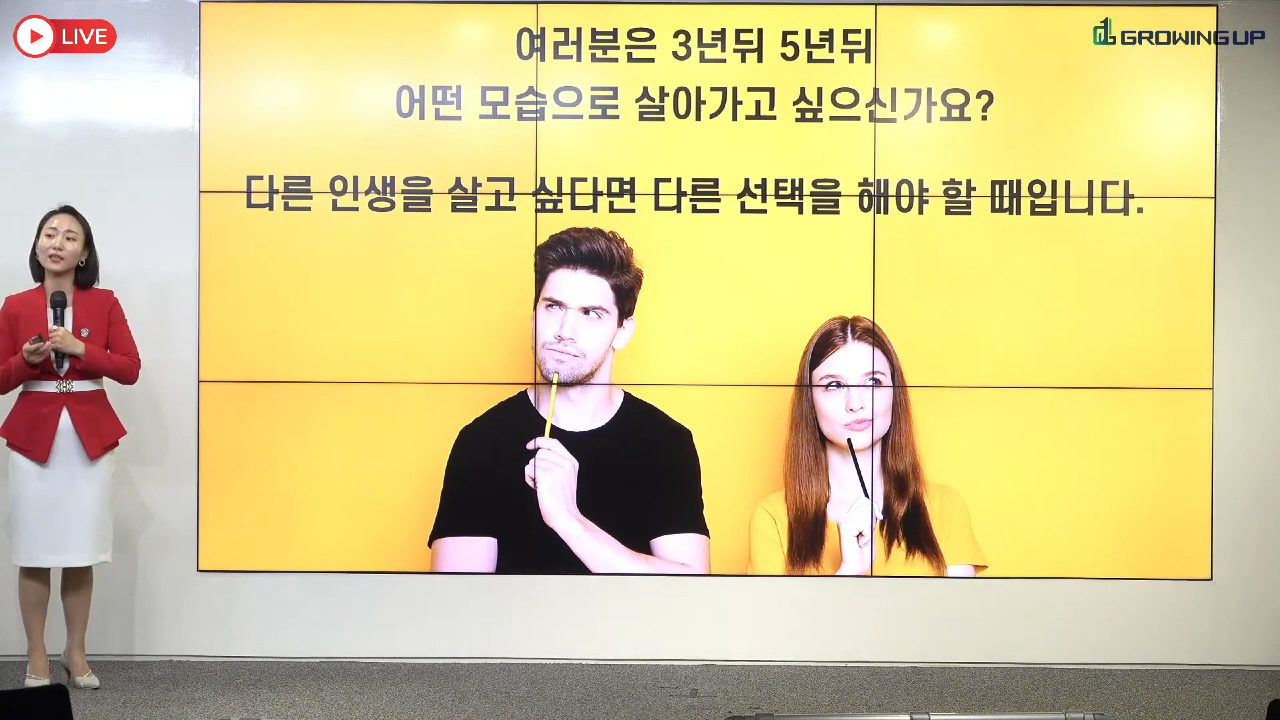 LIVE
GROWING UP
여러분은 3년뒤 5년뒤
어떤 모습으로 살아가고 싶으신가요?
다른 인생을 살고 싶다면 다른 선택을 해야 할 때입니다.